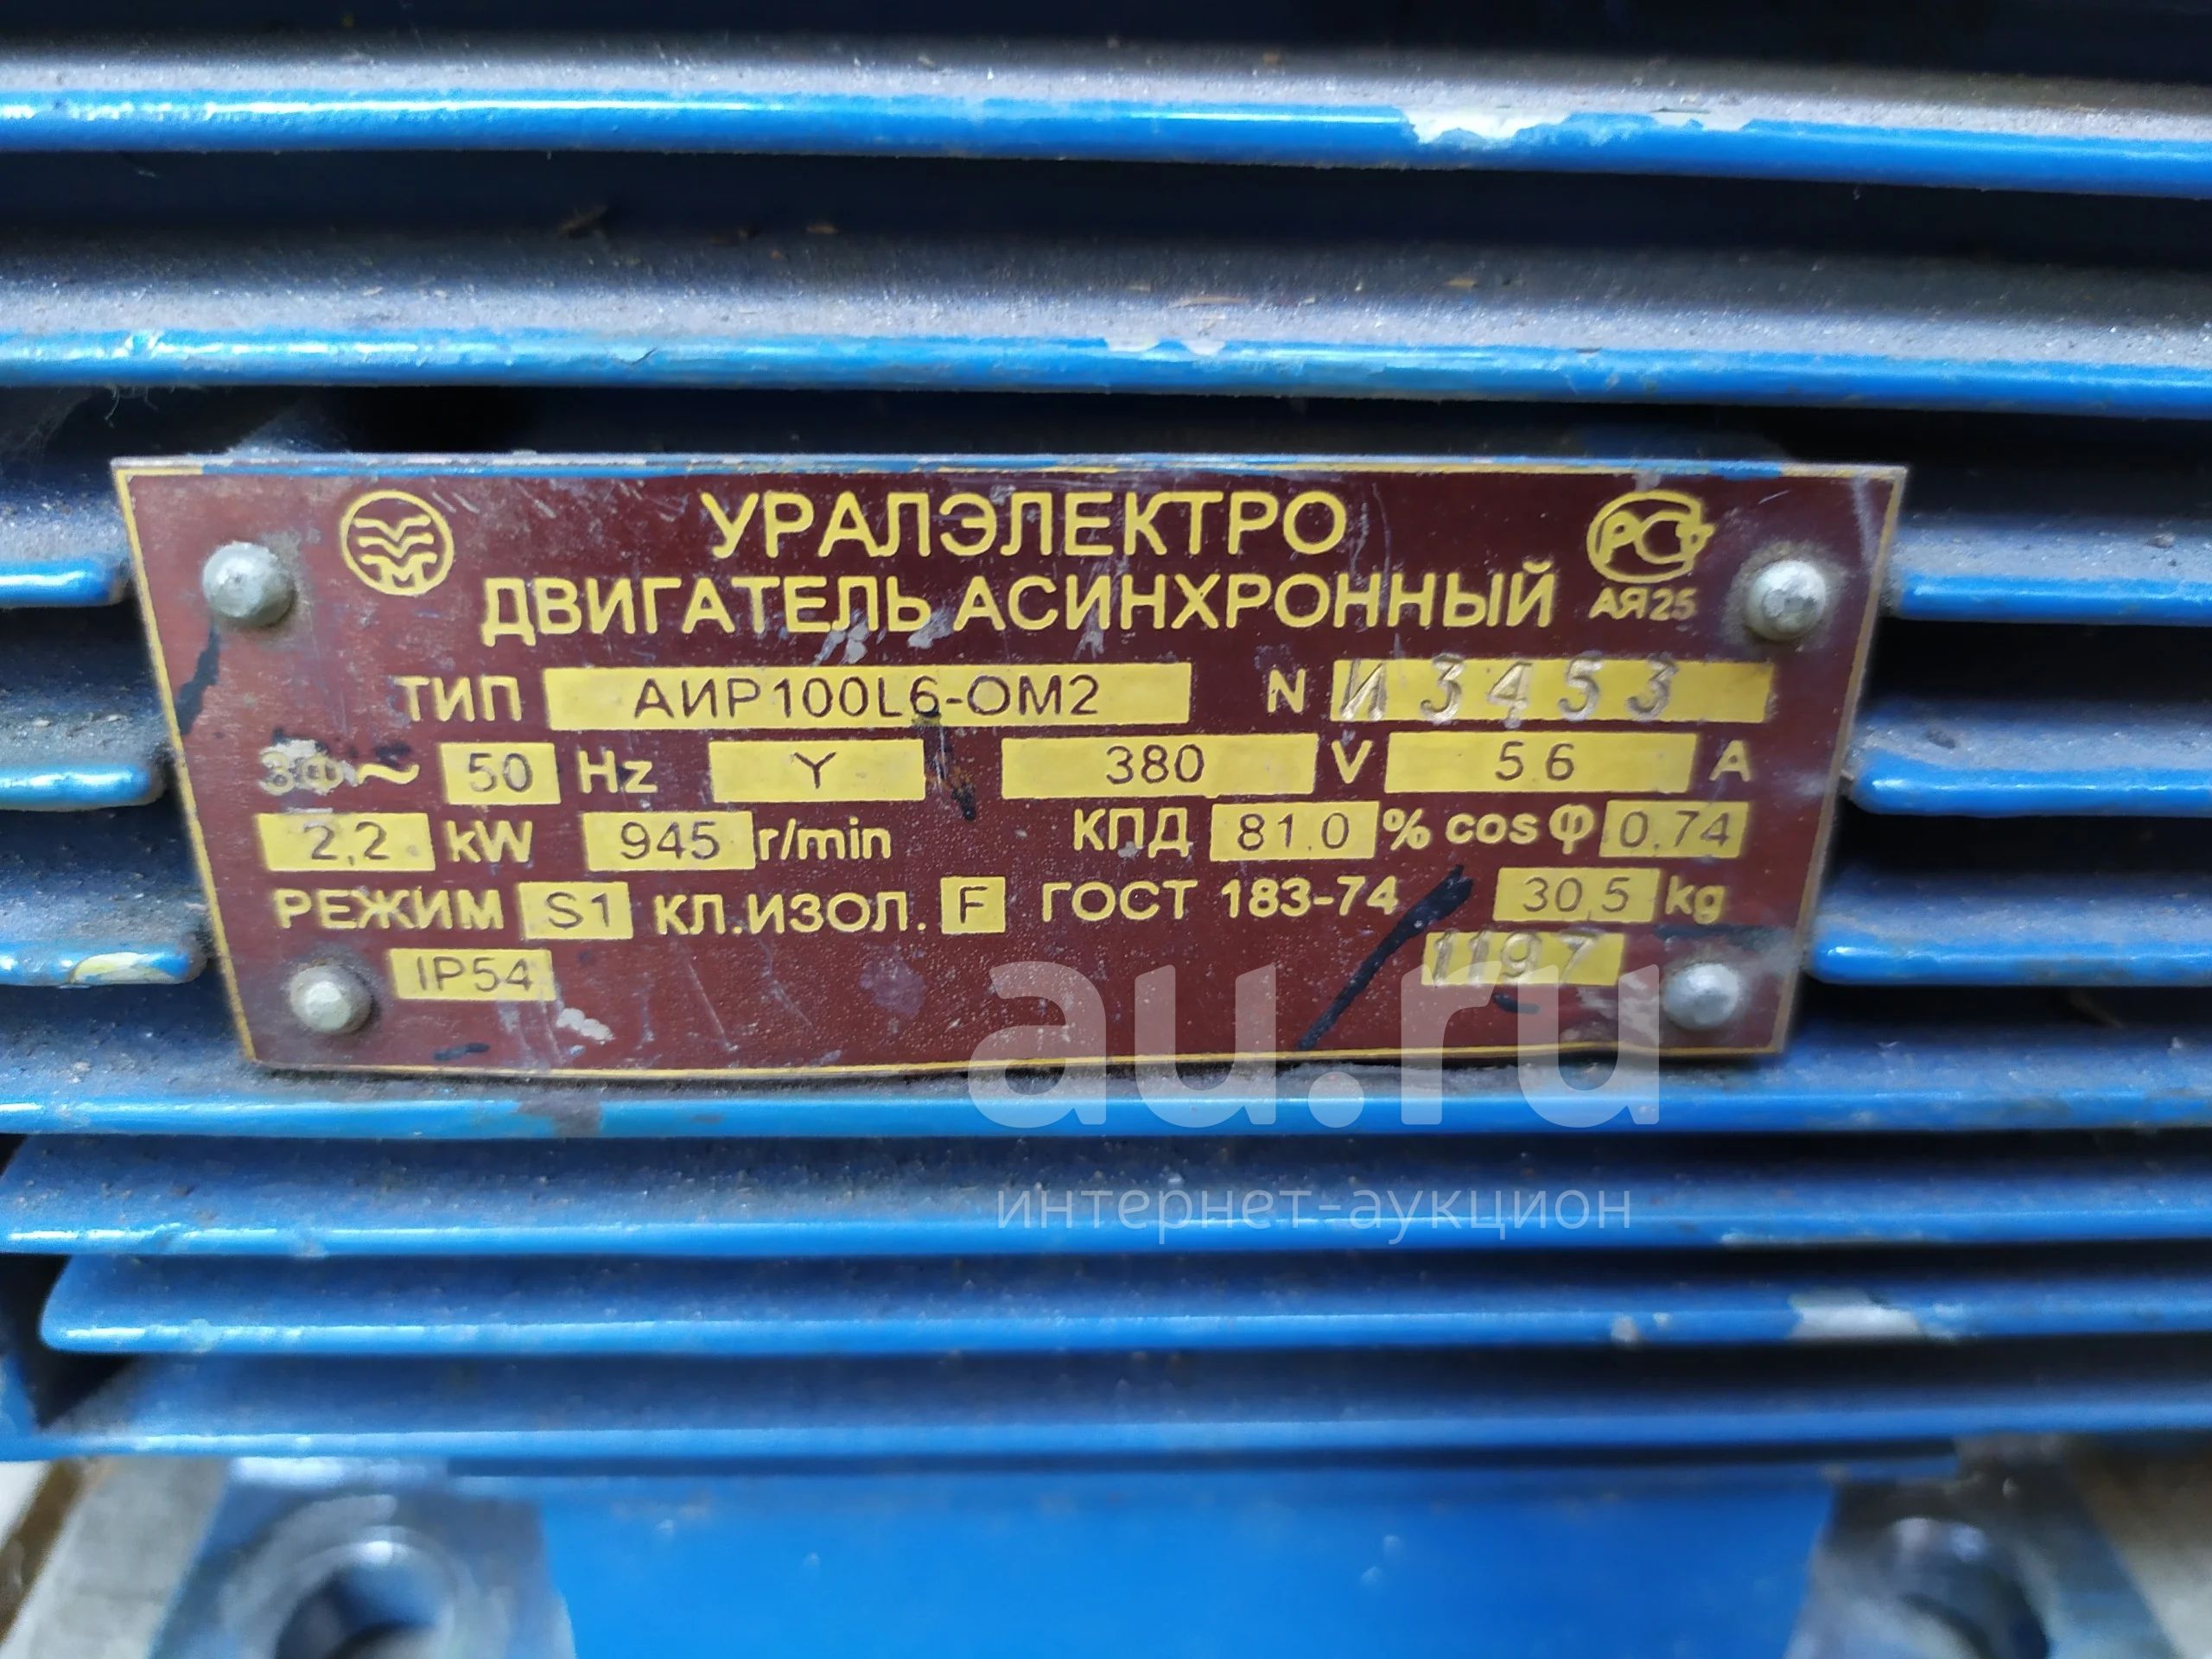 УРАЛЭЛЕКТРО
ДВИГАТЕЛЬ АСИНХРОННЫЙ
РСТ
АЯ25
ТИП АИР100L6-ОМ2 N И3453
3Ф~ 50 Hz Y 380 V 5.6 A
2,2 kW 945 r/min КПД 81.0 % cos φ 0.74
РЕЖИМ S1 КЛ.ИЗОЛ. F ГОСТ 183-74 30,5 kg
IP54 1197
au.ru
интернет-аукцион